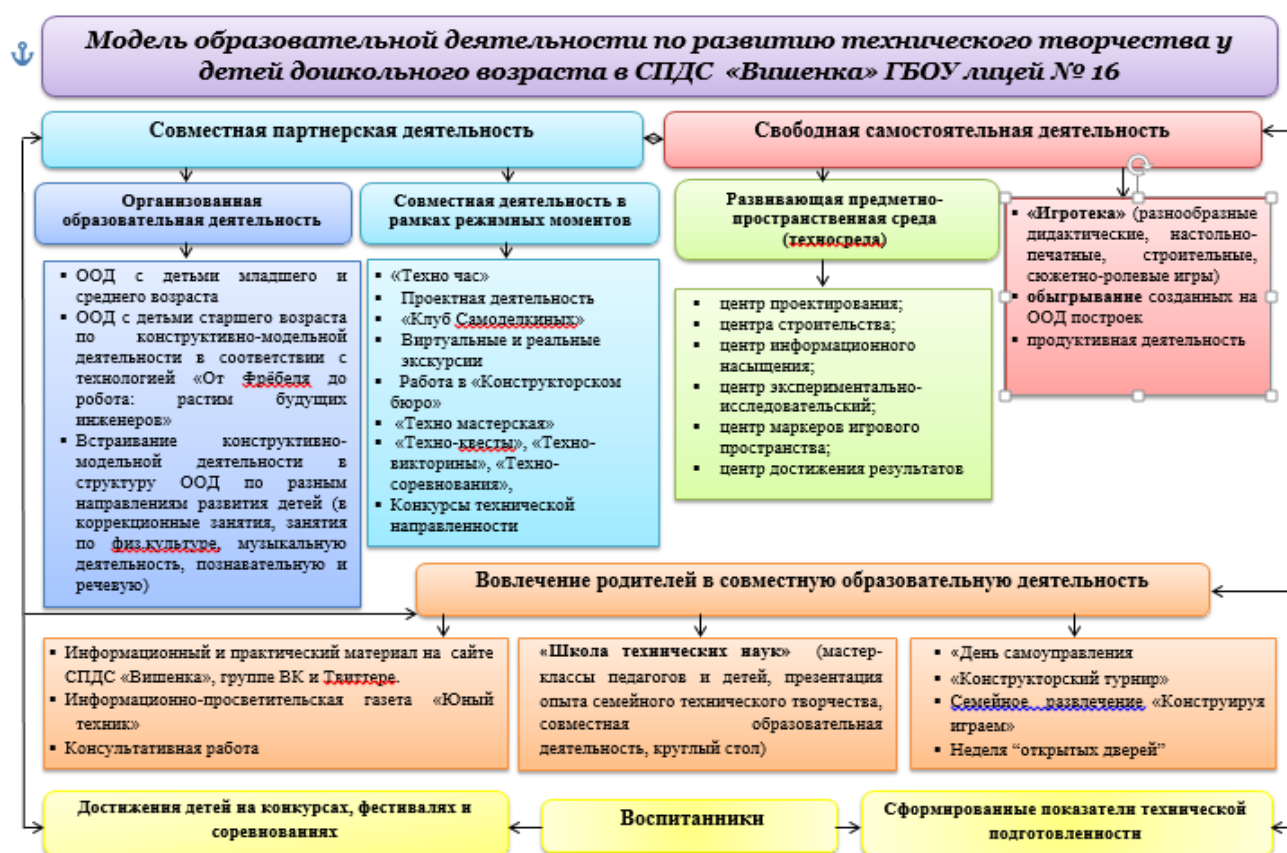 Модель образовательной деятельности по развитию технического творчества у
детей дошкольного возраста в СПДС «Вишенка» ГБОУ лицей № 16
Совместная партнерская деятельность
Свободная самостоятельная деятельность
Организованная
образовательная деятельность
Совместная деятельность в
рамках режимных моментов
Развивающая предметно-
пространственная среда
(техносреда)
▪ «Игротека» (разнообразные
дидактические, настольно-
печатные, строительные,
сюжетно-ролевые игры)
▪ обыгрывание созданных на
ООД построек
▪ продуктивная деятельность
▪ ООД с детьми младшего и
среднего возраста
▪ ООД с детьми старшего возраста
по конструктивно-модельной
деятельности в соответствии с
технологией «От Фрёбеля до
робота: растим будущих
инженеров»
▪ Встраивание конструктивно-
модельной деятельности в
структуру ООД по разным
направлениям развития детей (в
коррекционные занятия, занятия
по физ.культуре, музыкальную
деятельность, познавательную и
речевую)
▪ «Техно час»
▪ Проектная деятельность
▪ «Клуб Самоделкиных»
▪ Виртуальные и реальные
экскурсии
▪ Работа в «Конструкторском
бюро»
▪ «Техно мастерская»
▪ «Техно-квесты», «Техно-
викторины», «Техно-
соревнования»,
▪ Конкурсы технической
направленности
▪ центр проектирования;
▪ центра строительства;
▪ центр информационного
насыщения;
▪ центр экспериментально-
исследовательский;
▪ центр маркеров игрового
пространства;
▪ центр достижения результатов
Вовлечение родителей в совместную образовательную деятельность
▪ Информационный и практический материал на сайте
СПДС «Вишенка», группе ВК и Твиттере.
▪ Информационно-просветительская газета «Юный
техник»
▪ Консультативная работа
«Школа технических наук» (мастер-
классы педагогов и детей, презентация
опыта семейного технического творчества,
совместная образовательная
деятельность, круглый стол)
▪ «День самоуправления
▪ «Конструкторский турнир»
▪ Семейное развлечение «Конструируя
играем»
▪ Неделя “открытых дверей”
Достижения детей на конкурсах, фестивалях и
соревнованиях
Воспитанники
Сформированные показатели технической
подготовленности